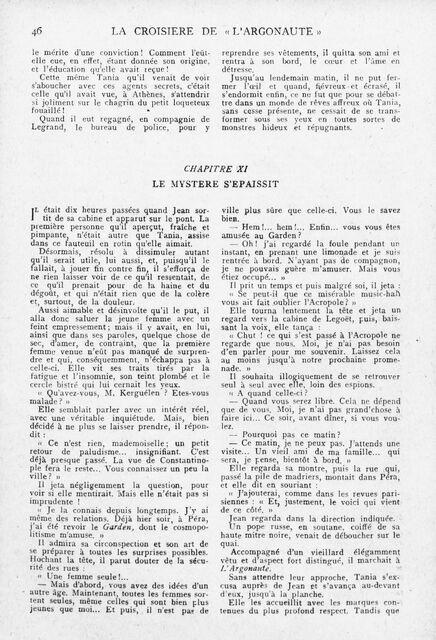 46 LA CROISIERE DE « L'ARGONAUTE »
le mérite d'une conviction ! Comment l'eût-
elle eue, en effet, étant donnée son origine,
et l'éducation qu'elle avait reçue !
Cette même Tania qu'il venait de voir
s'aboucher avec ces agents secrets, c'était
celle qu'il avait vue, à Athènes, s'attendrir
si joliment sur le chagrin du petit loqueteux
fouaillé !
Quand il eut regagné, en compagnie de
Legrand, le bureau de police, pour y
reprendre ses vêtements, il quitta son ami et
rentra à son bord, le cœur et l'âme en
détresse.
Jusqu'au lendemain matin, il ne put fer-
mer l'œil et quand, fiévreux et écrasé, il
s'endormit enfin, ce ne fut que pour se débat-
tre dans un monde de rêves affreux où Tania,
sans cesse présente, ne cessait de se trans-
former sous ses yeux en toutes sortes de
monstres hideux et répugnants.
CHAPITRE XI
LE MYSTERE S'EPAISSIT
IL était dix heures passées quand Jean sor-
tit de sa cabine et apparut sur le pont. La
première personne qu'il aperçut, fraîche et
pimpante, n'était autre que Tania, assise
dans ce fauteuil en rotin qu'elle aimait.
Désormais, résolu à dissimuler autant
qu'il serait utile, lui aussi, et, puisqu'il le
fallait, à jouer fin contre fin, il s'efforça de
ne rien laisser voir de ce qu'il ressentait, de
ce qu'il prenait pour de la haine et du
dégoût, et qui n'était rien de la colère
et, surtout, de la douleur.
Aussi aimable et désinvolte qu'il le put, il
alla donc saluer la jeune femme avec un
feint empressement; mais il y avait, en lui,
ainsi que dans ses paroles, quelque chose de
sec, d'amer, de contraint, que la première
femme venue n'eût pas manqué de surpren-
dre et qui, conséquemment, n'échappa pas à
celle-ci. Elle vit ses traits tirés par la
fatigue et l'insomnie, son teint plombé et le
cercle bistré qui lui cernait les yeux.
« Qu'avez-vous, M. Kerguélen ? Etes-vous
malade? »
Elle semblait parler avec un intérêt réel,
avec une véritable inquiétude. Mais, bien
décidé à ne plus se laisser prendre, il répon-
dit :
« Ce n'est rien, mademoiselle; un petit
retour de paludisme... insignifiant. C'est
déjà presque passé. La vue de Constantino-
ple fera le reste... Vous connaissez un peu la
ville? »
Il jeta négligemment la question, pour
voir si elle mentirait. Mais elle n'était pas si
imprudente !
« Je la connais depuis longtemps. J'y ai
même des relations. Déjà hier soir, à Péra,
j'ai été revoir le Garden, dont le cosmopo-
litisme m'amuse. »
Il admira sa circonspection et son art de
se préparer à toutes les surprises possibles.
Hochant la tête, il parut douter de la sécu-
rité des rues :
« Une femme seule !...
— Mais d'abord, vous avez des idées d'un
autre âge. Maintenant, toutes les femmes sor-
tent seules, même celles qui sont bien plus
jeunes que moi... Et puis, il n'est pas de
ville plus sûre que celle-ci. Vous le savez
bien.
— Hem !... hem !... Enfin... vous vous êtes
amusée au Garden ?
— Oh! j'ai regardé la foule pendant un
instant, en prenant une limonade et je suis
rentrée à bord. N'ayant pas de compagnon,
je ne pouvais guère m'amuser. Mais vous
étiez occupé... »
Il prit un temps et puis malgré soi, il jeta :
« Se peut-il que ce misérable music-hall
vous ait fait oublier l'Acropole? »
Elle tourna lentement la tête et jeta un
regard vers la cabine de Legoët, puis, bais-
sant la voix, elle tança :
« Chut ! ce qui s'est passé à l'Acropole ne
regarde que nous. Moi, je n'ai pas besoin
d'en parler pour me souvenir. Laissez cela
au moins jusqu'à notre prochaine prome-
nade. »
Il souhaita illogiquement de se retrouver
seul à seul avec elle, loin des espions.
« A quand celle-ci ?
— Quand vous serez libre. Cela ne dépend
que de vous. Moi, je n'ai pas grand'chose à
faire ici... Ce soir, avant dîner, si vous vou-
lez.
— Pourquoi pas ce matin?
— Ce matin, je ne peux pas. J'attends une
visite... Un vieil ami de ma famille... qui
sera, je pense, bientôt à bord. »
Elle regarda sa montre, puis la rue qui,
passé la pile de madriers, montait dans Péra,
et elle dit en souriant :
« J'ajouterai, comme dans les revues pari-
siennes : « Et, justement, le voici qui vient
de ce côté. »
Jean regarda dans la direction indiquée.
Un pope russe, en soutane, coiffé de sa
haute mitre noire, venait de déboucher sur le
quai.
Accompagné d'un vieillard élégamment
vêtu et d'aspect fort distingué, il marchait à
L'Argonaute.
Sans attendre leur approche, Tania s'ex-
cusa auprès de Jean et s'avança au-devant
d'eux, jusqu'à la planche.
Elle les accueillit avec les marques con-
tenues du plus profond respect. Tandis que